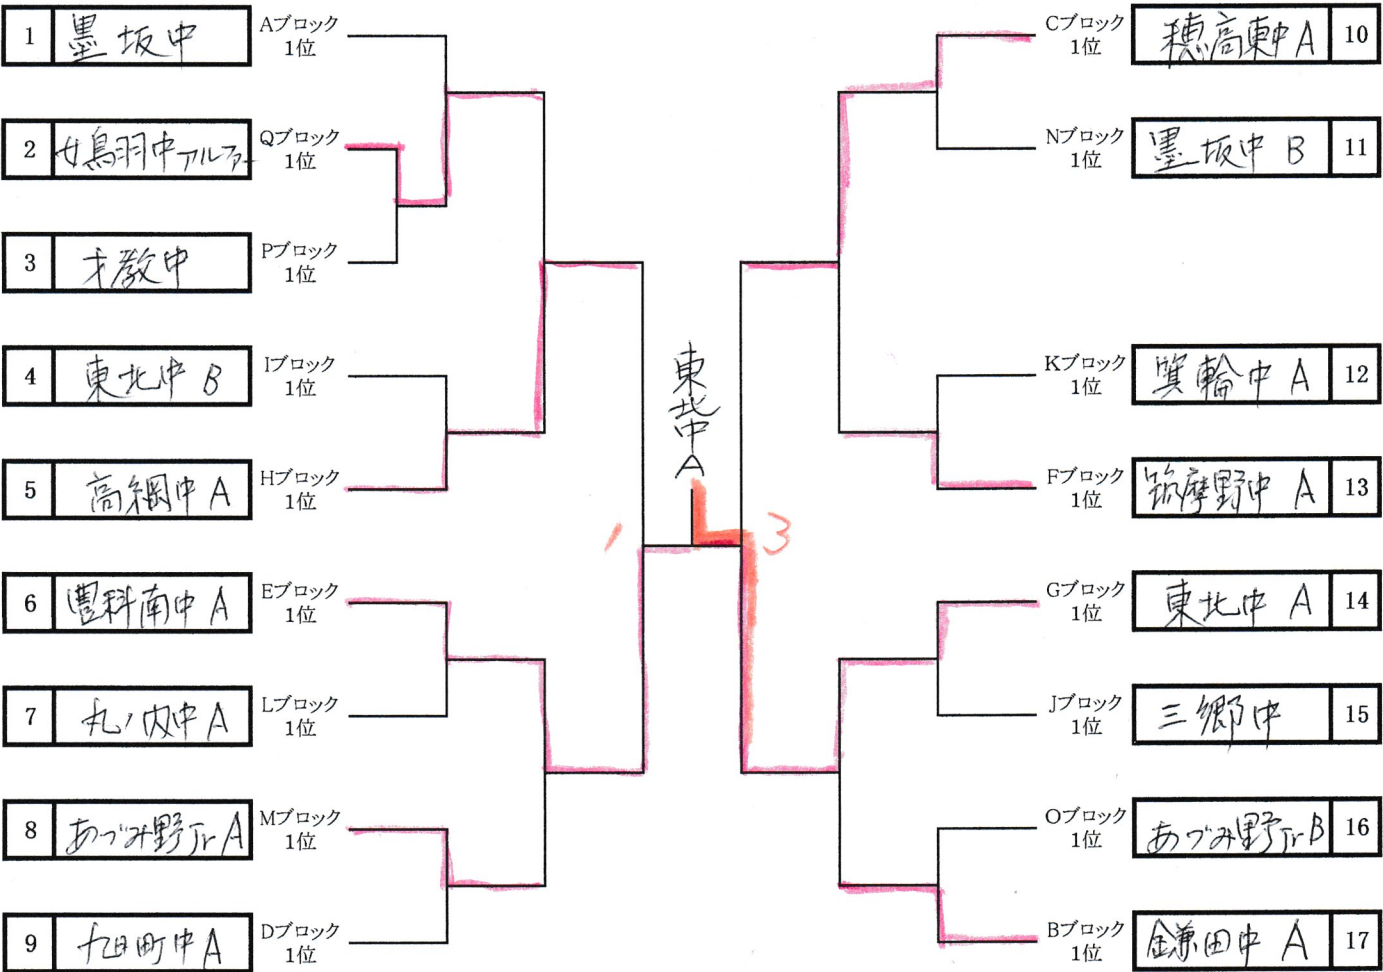 1 墨坂中 Aブロック 1位
2 女鳥羽中アルファー Qブロック 1位
3 才教中 Pブロック 1位
4 東北中 B Iブロック 1位
5 高綱中 A Hブロック 1位
6 豊科南中 A Eブロック 1位
7 丸ノ内中 A Lブロック 1位
8 あづみ野Jr A Mブロック 1位
9 旭町中 A Dブロック 1位
東北中A
1
3
Cブロック 1位 穂高東中 A 10
Nブロック 1位 墨坂中 B 11
Kブロック 1位 箕輪中 A 12
Fブロック 1位 筑摩野中 A 13
Gブロック 1位 東北中 A 14
Jブロック 1位 三郷中 15
Oブロック 1位 あづみ野Jr B 16
Bブロック 1位 鎌田中 A 17